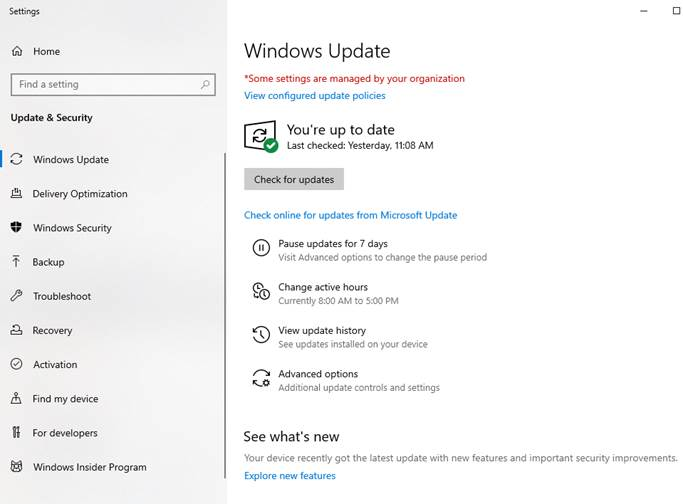 Settings
Home
Find a setting
Update & Security
Windows Update
Delivery Optimization
Windows Security
Backup
Troubleshoot
Recovery
Activation
Find my device
For developers
Windows Insider Program
Windows Update
*Some settings are managed by your organization
View configured update policies
You're up to date
Last checked: Yesterday, 11:08 AM
Check for updates
Check online for updates from Microsoft Update
Pause updates for 7 days
Visit Advanced options to change the pause period
Change active hours
Currently 8:00 AM to 5:00 PM
View update history
See updates installed on your device
Advanced options
Additional update controls and settings
See what's new
Your device recently got the latest update with new features and important security improvements.
Explore new features